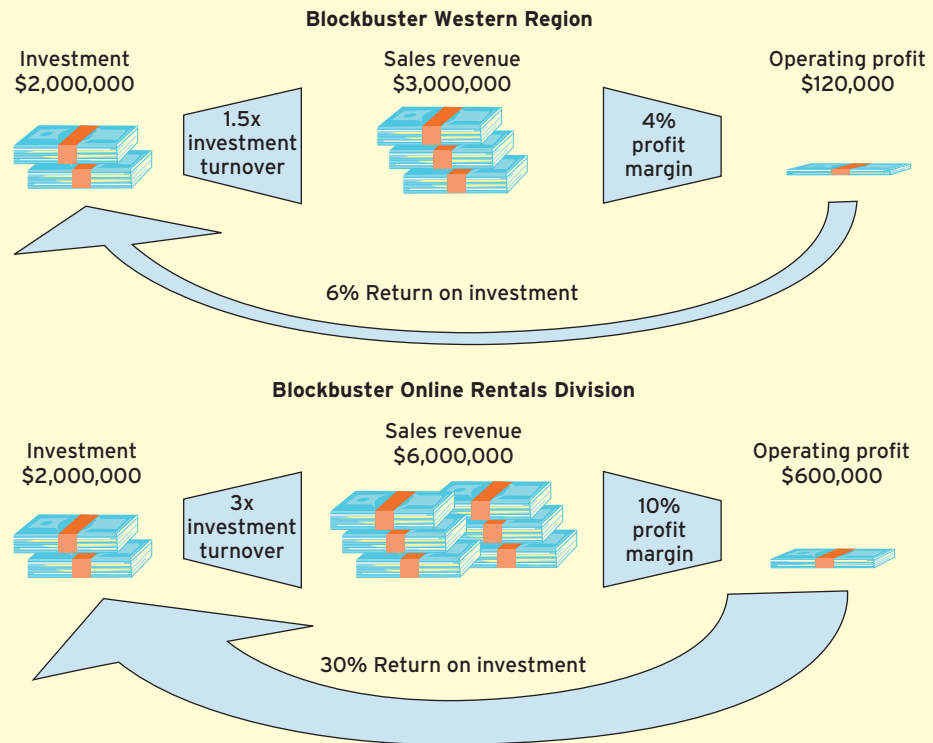 Blockbuster Western Region
Investment
$2,000,000
1.5x
investment
turnover
Sales revenue
$3,000,000
4%
profit
margin
Operating profit
$120,000
6% Return on investment
Blockbuster Online Rentals Division
Investment
$2,000,000
3x
investment
turnover
Sales revenue
$6,000,000
10%
profit
margin
Operating profit
$600,000
30% Return on investment